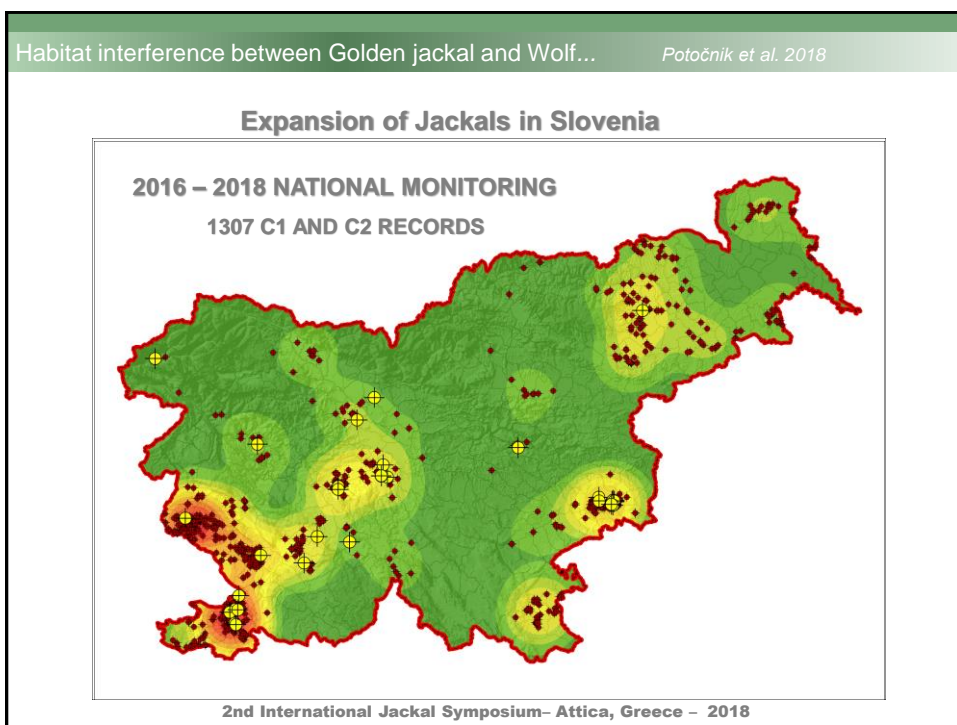 Habitat interference between Golden jackal and Wolf... Potočnik et al. 2018
Expansion of Jackals in Slovenia
2016 – 2018 NATIONAL MONITORING
1307 C1 AND C2 RECORDS
2nd International Jackal Symposium– Attica, Greece – 2018